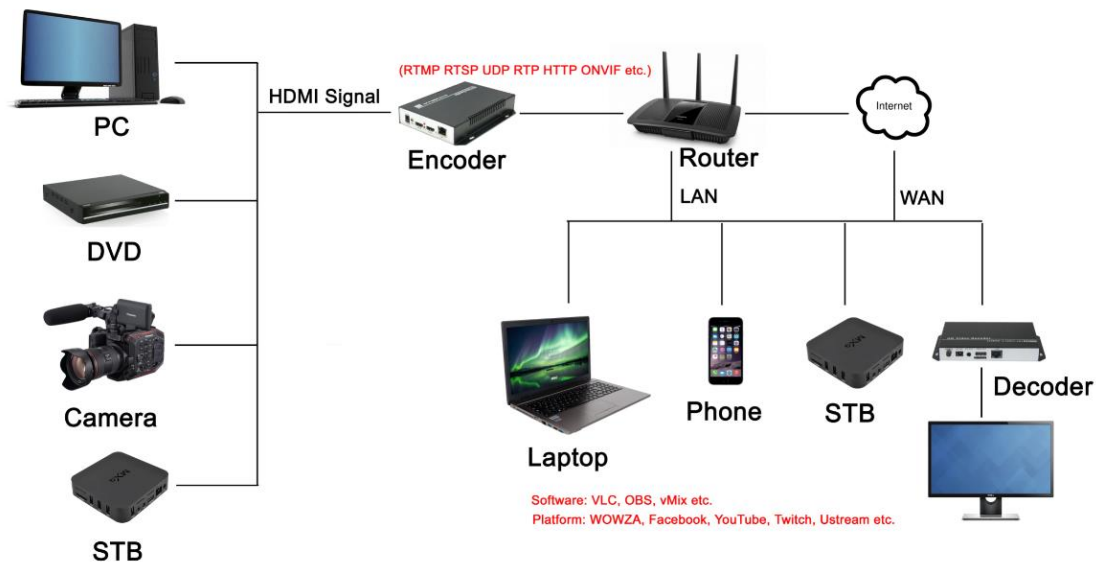 (RTMP RTSP UDP RTP HTTP ONVIF etc.)
HDMI Signal
Internet
PC
Encoder
Router
LAN
WAN
DVD
Camera
Laptop
Phone
STB
Decoder
STB
Software: VLC, OBS, vMix etc.
Platform: WOWZA, Facebook, YouTube, Twitch, Ustream etc.